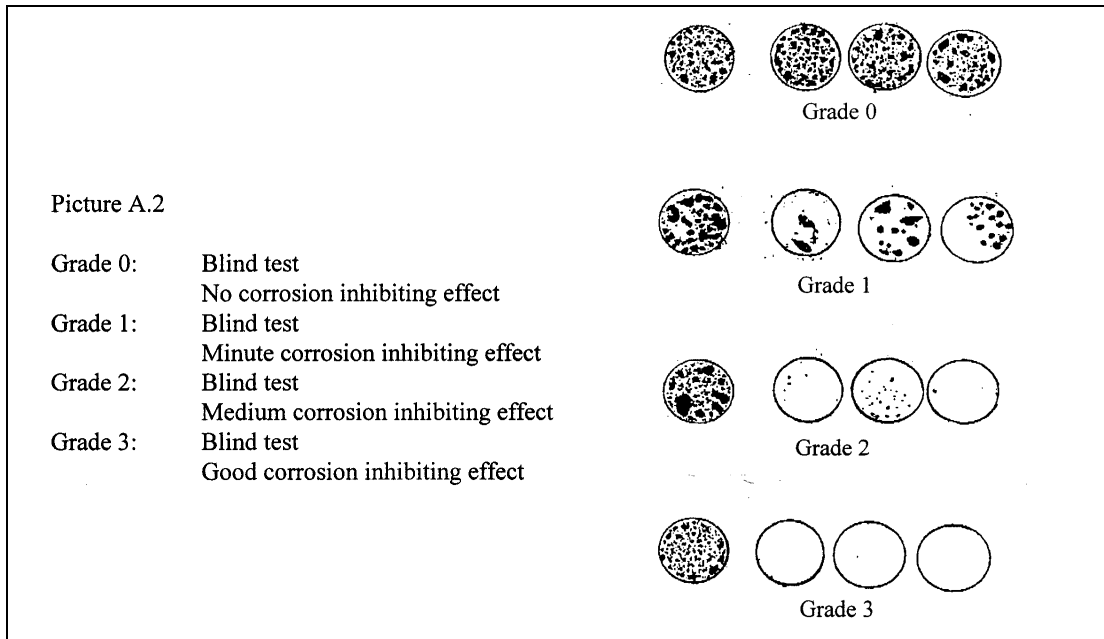 Picture A.2
Grade 0: Blind test
No corrosion inhibiting effect
Grade 1: Blind test
Minute corrosion inhibiting effect
Grade 2: Blind test
Medium corrosion inhibiting effect
Grade 3: Blind test
Good corrosion inhibiting effect
Grade 0
Grade 1
Grade 2
Grade 3